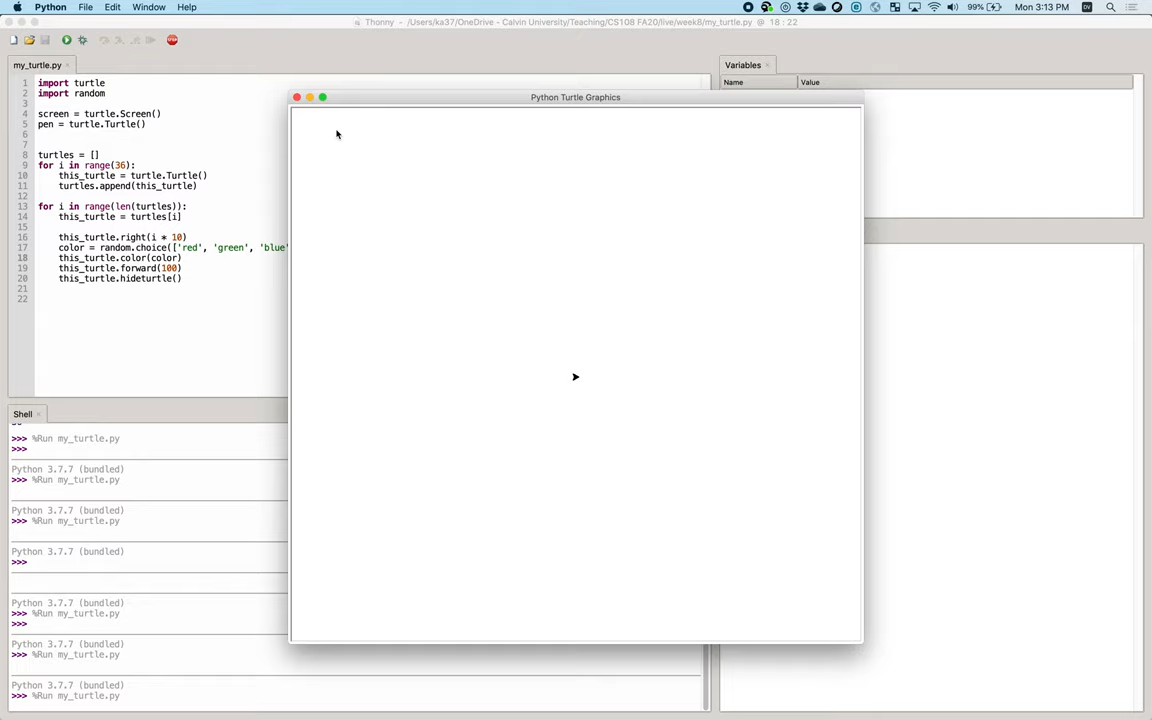 Python File Edit Window Help
99% Mon 3:13 PM DV
Thonny - /Users/ka37/OneDrive - Calvin University/Teaching/CS108 FA20/live/week8/my_turtle.py @ 18 : 22
my_turtle.py
Variables
Name Value
Python Turtle Graphics
1 import turtle
2 import random
3
4 screen = turtle.Screen()
5 pen = turtle.Turtle()
6
7
8 turtles = []
9 for i in range(36):
10 this_turtle = turtle.Turtle()
11 turtles.append(this_turtle)
12
13 for i in range(len(turtles)):
14 this_turtle = turtles[i]
15
16 this_turtle.right(i * 10)
17 color = random.choice(['red', 'green', 'blue'
18 this_turtle.color(color)
19 this_turtle.forward(100)
20 this_turtle.hideturtle()
21
22
Shell
>>> %Run my_turtle.py
>>>
Python 3.7.7 (bundled)
>>> %Run my_turtle.py
Python 3.7.7 (bundled)
>>> %Run my_turtle.py
Python 3.7.7 (bundled)
>>>
Python 3.7.7 (bundled)
>>> %Run my_turtle.py
>>>
Python 3.7.7 (bundled)
>>> %Run my_turtle.py
Python 3.7.7 (bundled)
>>> %Run my_turtle.py